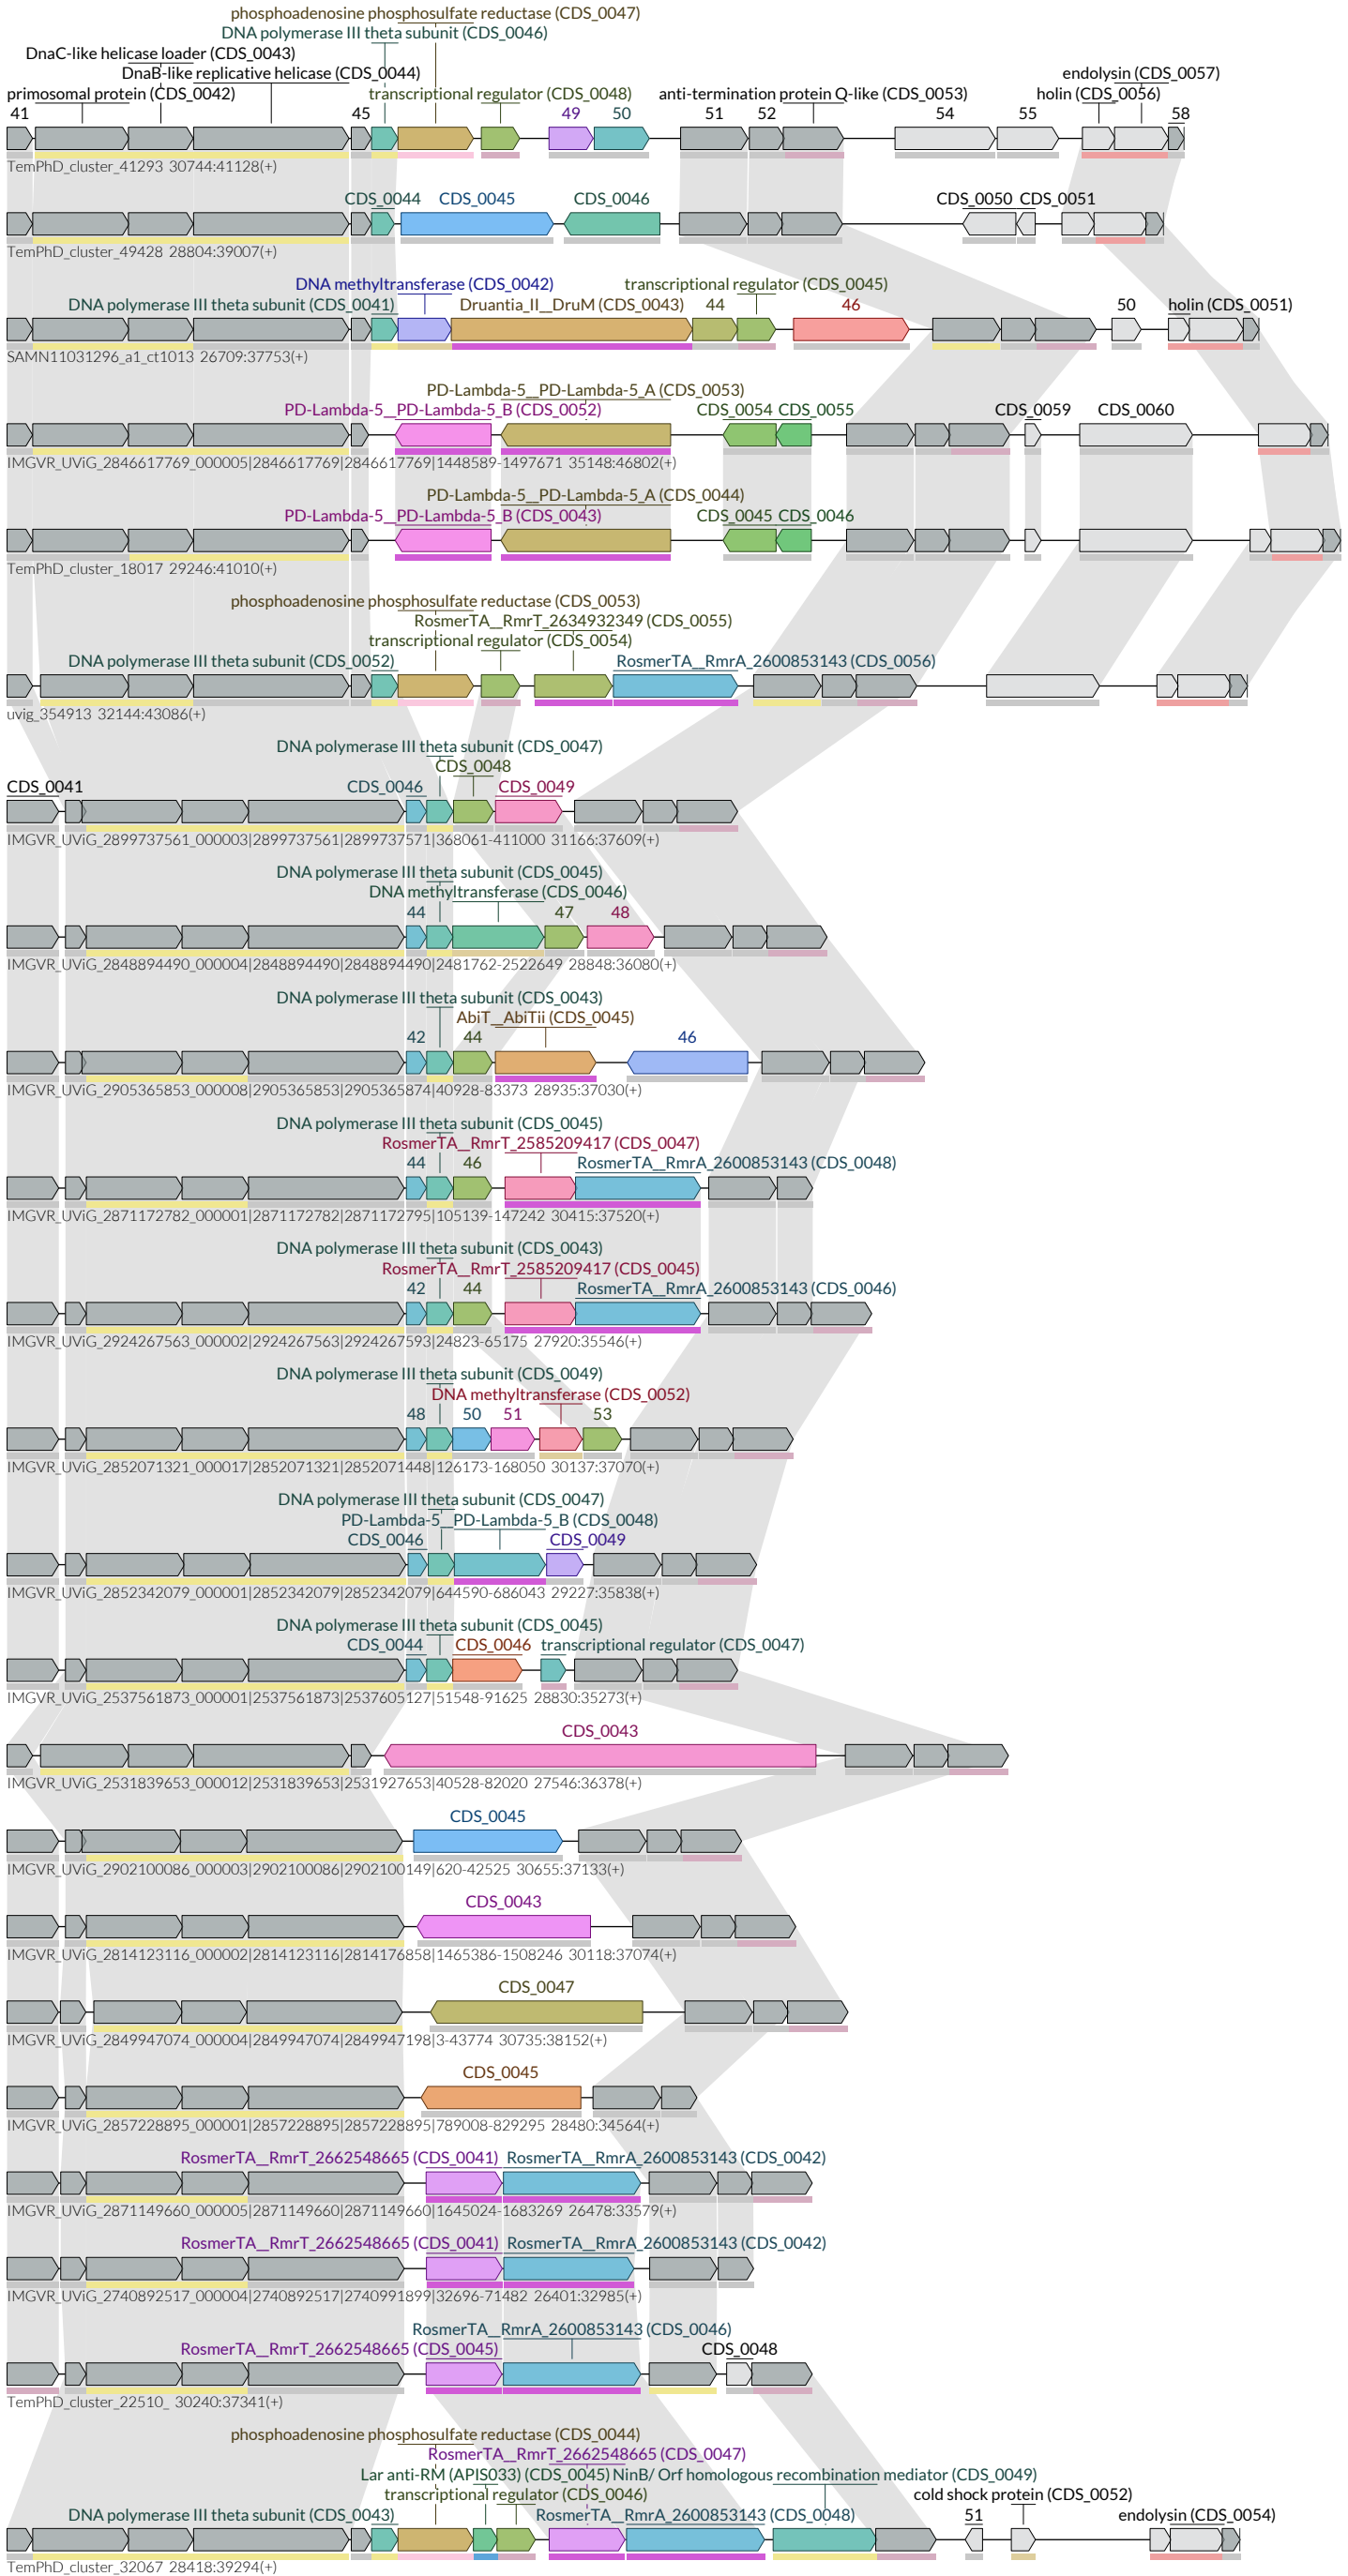 phosphoadenosine phosphosulfate reductase (CDS_0047)
DNA polymerase III theta subunit (CDS_0046)
DnaC-like helicase loader (CDS_0043)
DnaB-like replicative helicase (CDS_0044) endolysin (CDS_0057)
primosomal protein (CDS_0042) transcriptional regulator (CDS_0048) anti-termination protein Q-like (CDS_0053) holin (CDS_0056)
41 45 49 50 51 52 54 55 58
TemPhD_cluster_41293 30744:41128(+)
CDS_0044 CDS_0045 CDS_0046 CDS_0050 CDS_0051
TemPhD_cluster_49428 28804:39007(+)
DNA methyltransferase (CDS_0042) transcriptional regulator (CDS_0045)
DNA polymerase III theta subunit (CDS_0041) Druantia_II__DruM (CDS_0043) 44 46 50 holin (CDS_0051)
SAMN11031296_a1_ct1013 26709:37753(+)
PD-Lambda-5__PD-Lambda-5_A (CDS_0053)
PD-Lambda-5__PD-Lambda-5_B (CDS_0052) CDS_0054 CDS_0055 CDS_0059 CDS_0060
IMGVR_UViG_2846617769_000005|2846617769|2846617769|1448589-1497671 35148:46802(+)
PD-Lambda-5__PD-Lambda-5_A (CDS_0044)
PD-Lambda-5__PD-Lambda-5_B (CDS_0043) CDS_0045 CDS_0046
TemPhD_cluster_18017 29246:41010(+)
phosphoadenosine phosphosulfate reductase (CDS_0053)
RosmerTA__RmrT_2634932349 (CDS_0055)
transcriptional regulator (CDS_0054)
DNA polymerase III theta subunit (CDS_0052) RosmerTA__RmrA_2600853143 (CDS_0056)
uvig_354913 32144:43086(+)
DNA polymerase III theta subunit (CDS_0047)
CDS_0048
CDS_0041 CDS_0046 CDS_0049
IMGVR_UViG_2899737561_000003|2899737561|2899737571|368061-411000 31166:37609(+)
DNA polymerase III theta subunit (CDS_0045)
DNA methyltransferase (CDS_0046)
44 47 48
IMGVR_UViG_2848894490_000004|2848894490|2848894490|2481762-2522649 28848:36080(+)
DNA polymerase III theta subunit (CDS_0043)
AbiT__AbiTii (CDS_0045)
42 44 46
IMGVR_UViG_2905365853_000008|2905365853|2905365874|40928-83373 28935:37030(+)
DNA polymerase III theta subunit (CDS_0045)
RosmerTA__RmrT_2585209417 (CDS_0047)
44 46 RosmerTA__RmrA_2600853143 (CDS_0048)
IMGVR_UViG_2871172782_000001|2871172782|2871172795|105139-147242 30415:37520(+)
DNA polymerase III theta subunit (CDS_0043)
RosmerTA__RmrT_2585209417 (CDS_0045)
42 44 RosmerTA__RmrA_2600853143 (CDS_0046)
IMGVR_UViG_2924267563_000002|2924267563|2924267593|24823-65175 27920:35546(+)
DNA polymerase III theta subunit (CDS_0049)
DNA methyltransferase (CDS_0052)
48 50 51 53
IMGVR_UViG_2852071321_000017|2852071321|2852071448|126173-168050 30137:37070(+)
DNA polymerase III theta subunit (CDS_0047)
PD-Lambda-5__PD-Lambda-5_B (CDS_0048)
CDS_0046 CDS_0049
IMGVR_UViG_2852342079_000001|2852342079|2852342079|644590-686043 29227:35838(+)
DNA polymerase III theta subunit (CDS_0045)
CDS_0044 CDS_0046 transcriptional regulator (CDS_0047)
IMGVR_UViG_2537561873_000001|2537561873|2537605127|51548-91625 28830:35273(+)
CDS_0043
IMGVR_UViG_2531839653_000012|2531839653|2531927653|40528-82020 27546:36378(+)
CDS_0045
IMGVR_UViG_2902100086_000003|2902100086|2902100149|620-42525 30655:37133(+)
CDS_0043
IMGVR_UViG_2814123116_000002|2814123116|2814176858|1465386-1508246 30118:37074(+)
CDS_0047
IMGVR_UViG_2849947074_000004|2849947074|2849947198|3-43774 30735:38152(+)
CDS_0045
IMGVR_UViG_2857228895_000001|2857228895|2857228895|789008-829295 28480:34564(+)
RosmerTA__RmrT_2662548665 (CDS_0041) RosmerTA__RmrA_2600853143 (CDS_0042)
IMGVR_UViG_2871149660_000005|2871149660|2871149660|1645024-1683269 26478:33579(+)
RosmerTA__RmrT_2662548665 (CDS_0041) RosmerTA__RmrA_2600853143 (CDS_0042)
IMGVR_UViG_2740892517_000004|2740892517|2740991899|32696-71482 26401:32985(+)
RosmerTA__RmrA_2600853143 (CDS_0046)
RosmerTA__RmrT_2662548665 (CDS_0045) CDS_0048
TemPhD_cluster_22510_ 30240:37341(+)
phosphoadenosine phosphosulfate reductase (CDS_0044)
RosmerTA__RmrT_2662548665 (CDS_0047)
Lar anti-RM (APIS033) (CDS_0045) NinB/ Orf homologous recombination mediator (CDS_0049)
transcriptional regulator (CDS_0046) cold shock protein (CDS_0052)
DNA polymerase III theta subunit (CDS_0043) RosmerTA__RmrA_2600853143 (CDS_0048) 51 endolysin (CDS_0054)
TemPhD_cluster_32067 28418:39294(+)